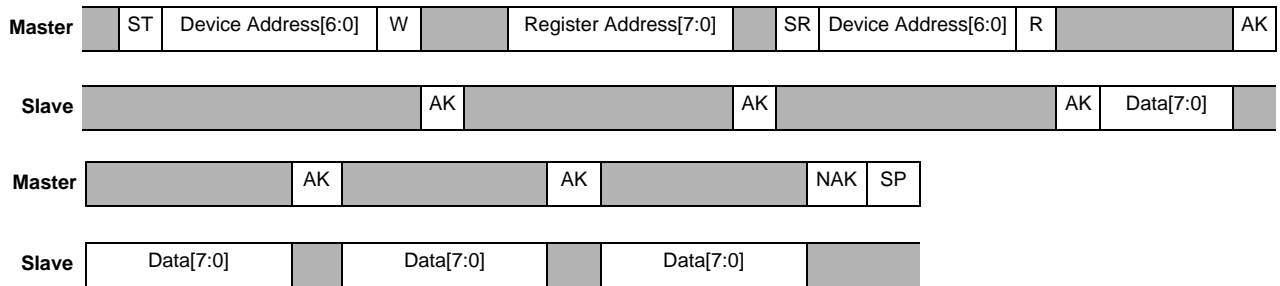 Master ST Device Address[6:0] W Register Address[7:0] SR Device Address[6:0] R AK
Slave AK AK AK Data[7:0]
Master AK AK NAK SP
Slave Data[7:0] Data[7:0] Data[7:0]